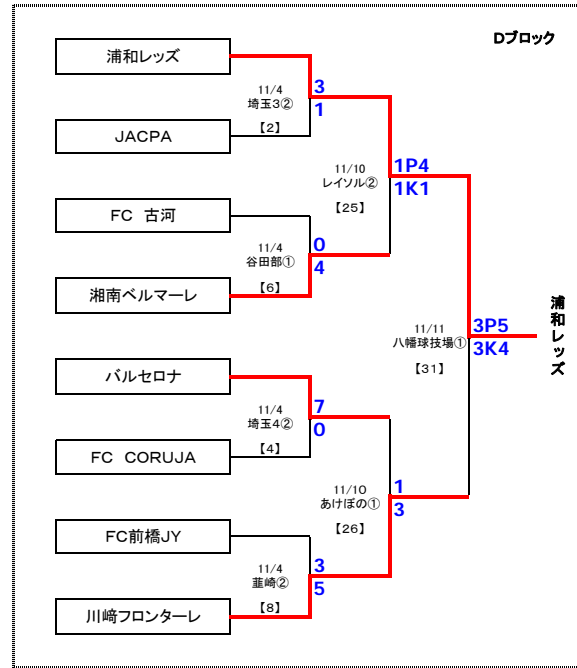 Dブロック
浦和レッズ
11/4
埼玉3②
【2】
3
1
JACPA
11/10
レイソル②
【25】
1P4
1K1
FC 古河
11/4
谷田部①
【6】
0
4
湘南ベルマーレ
11/11
八幡球技場①
【31】
3P5
3K4
浦和レッズ
バルセロナ
11/4
埼玉4②
【4】
7
0
FC CORUJA
11/10
あけぼの①
【26】
1
3
FC前橋JY
11/4
韮崎②
【8】
3
5
川崎フロンターレ